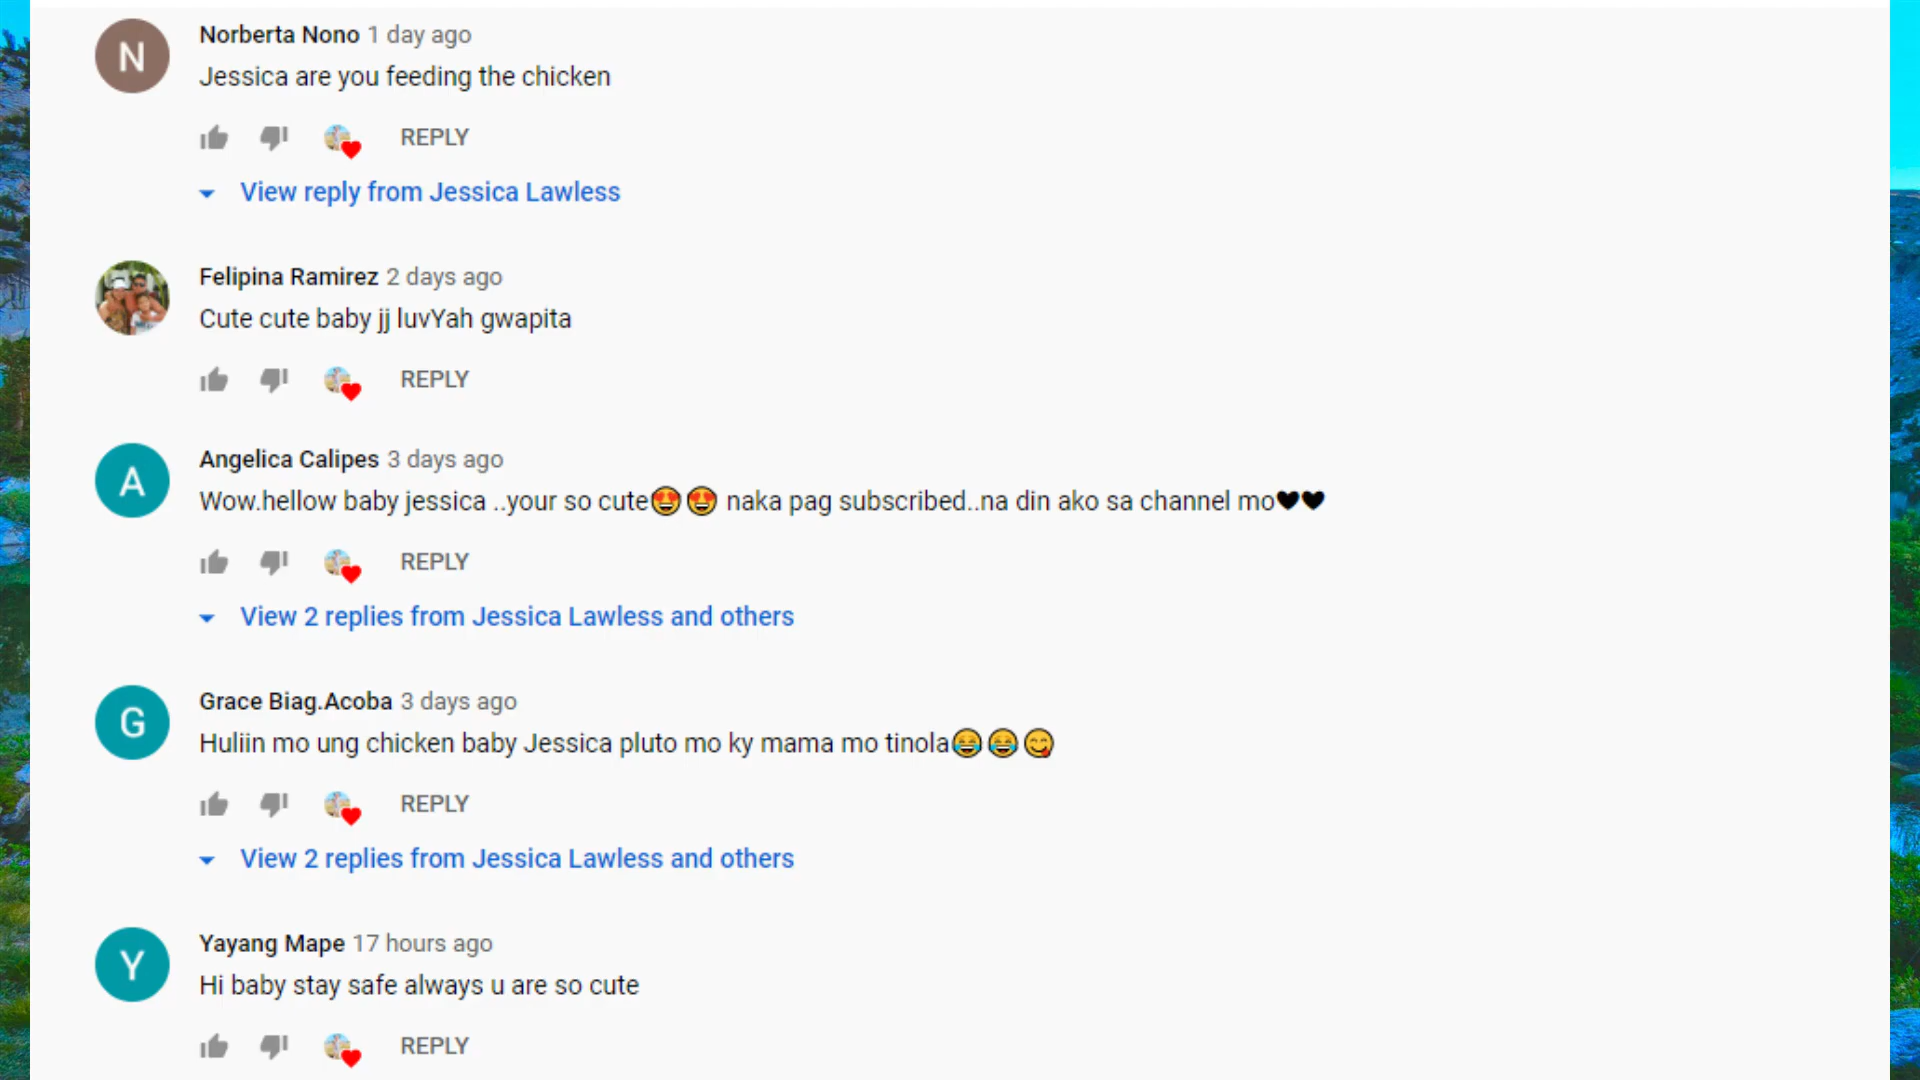 N
Norberta Nono 1 day ago
Jessica are you feeding the chicken
REPLY
View reply from Jessica Lawless
Felipina Ramirez 2 days ago
Cute cute baby jj luvYah gwapita
REPLY
A
Angelica Calipes 3 days ago
Wow.hellow baby jessica ..your so cute😍😍 naka pag subscribed..na din ako sa channel mo🖤🖤
REPLY
View 2 replies from Jessica Lawless and others
G
Grace Biag.Acoba 3 days ago
Huliin mo ung chicken baby Jessica pluto mo ky mama mo tinola😂😂😋
REPLY
View 2 replies from Jessica Lawless and others
Y
Yayang Mape 17 hours ago
Hi baby stay safe always u are so cute
REPLY